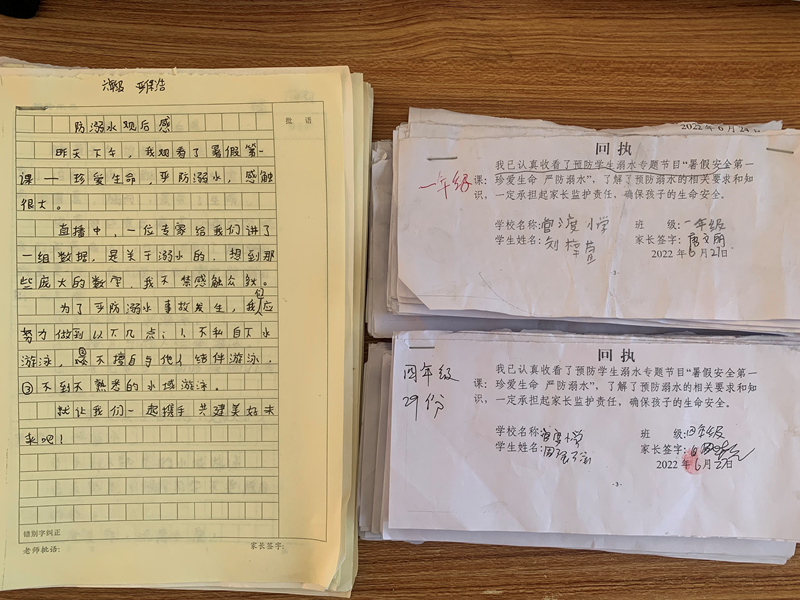 六年级
防溺水观后感
批语
昨天下午，我观看了暑假第一
课一珍爱生命，严防溺水，感触
很大。
直播中，一位专家给我们讲了
一组数据，是关于溺水的，想到那
些庞大的数字，我不禁感触众多。
为了严防溺水事故发生，我们应
努力做到以下几点：1不私自下水
游泳，②不擅自与他人结伴游泳，
③不到不熟悉的水域游泳。
就让我们一起携手共建美好未
来吧！
错别字纠正
老师批语：
家长签字：
2022年6月24日
回执
一年级
我已认真收看了预防学生溺水专题节目“暑假安全第一
课：珍爱生命 严防溺水”，了解了预防溺水的相关要求和知
识，一定承担起家长监护责任，确保孩子的生命安全。
学校名称：官渡小学 班 级：一年级
学生姓名： 家长签字：
2022年6月27日
-3-
回执
四年级
29份
我已认真收看了预防学生溺水专题节目“暑假安全第一
课：珍爱生命 严防溺水”，了解了预防溺水的相关要求和知
识，一定承担起家长监护责任，确保孩子的生命安全。
学校名称：官渡小学 班 级：四年级
学生姓名： 家长签字：
2022年6月27日
-3-